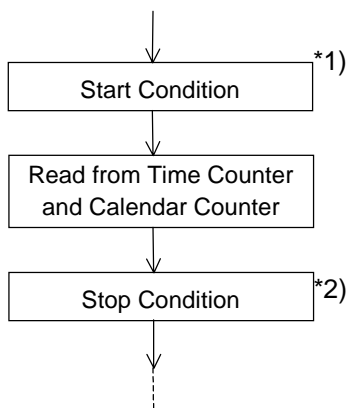 *1)
Start Condition
Read from Time Counter
and Calendar Counter
*2)
Stop Condition